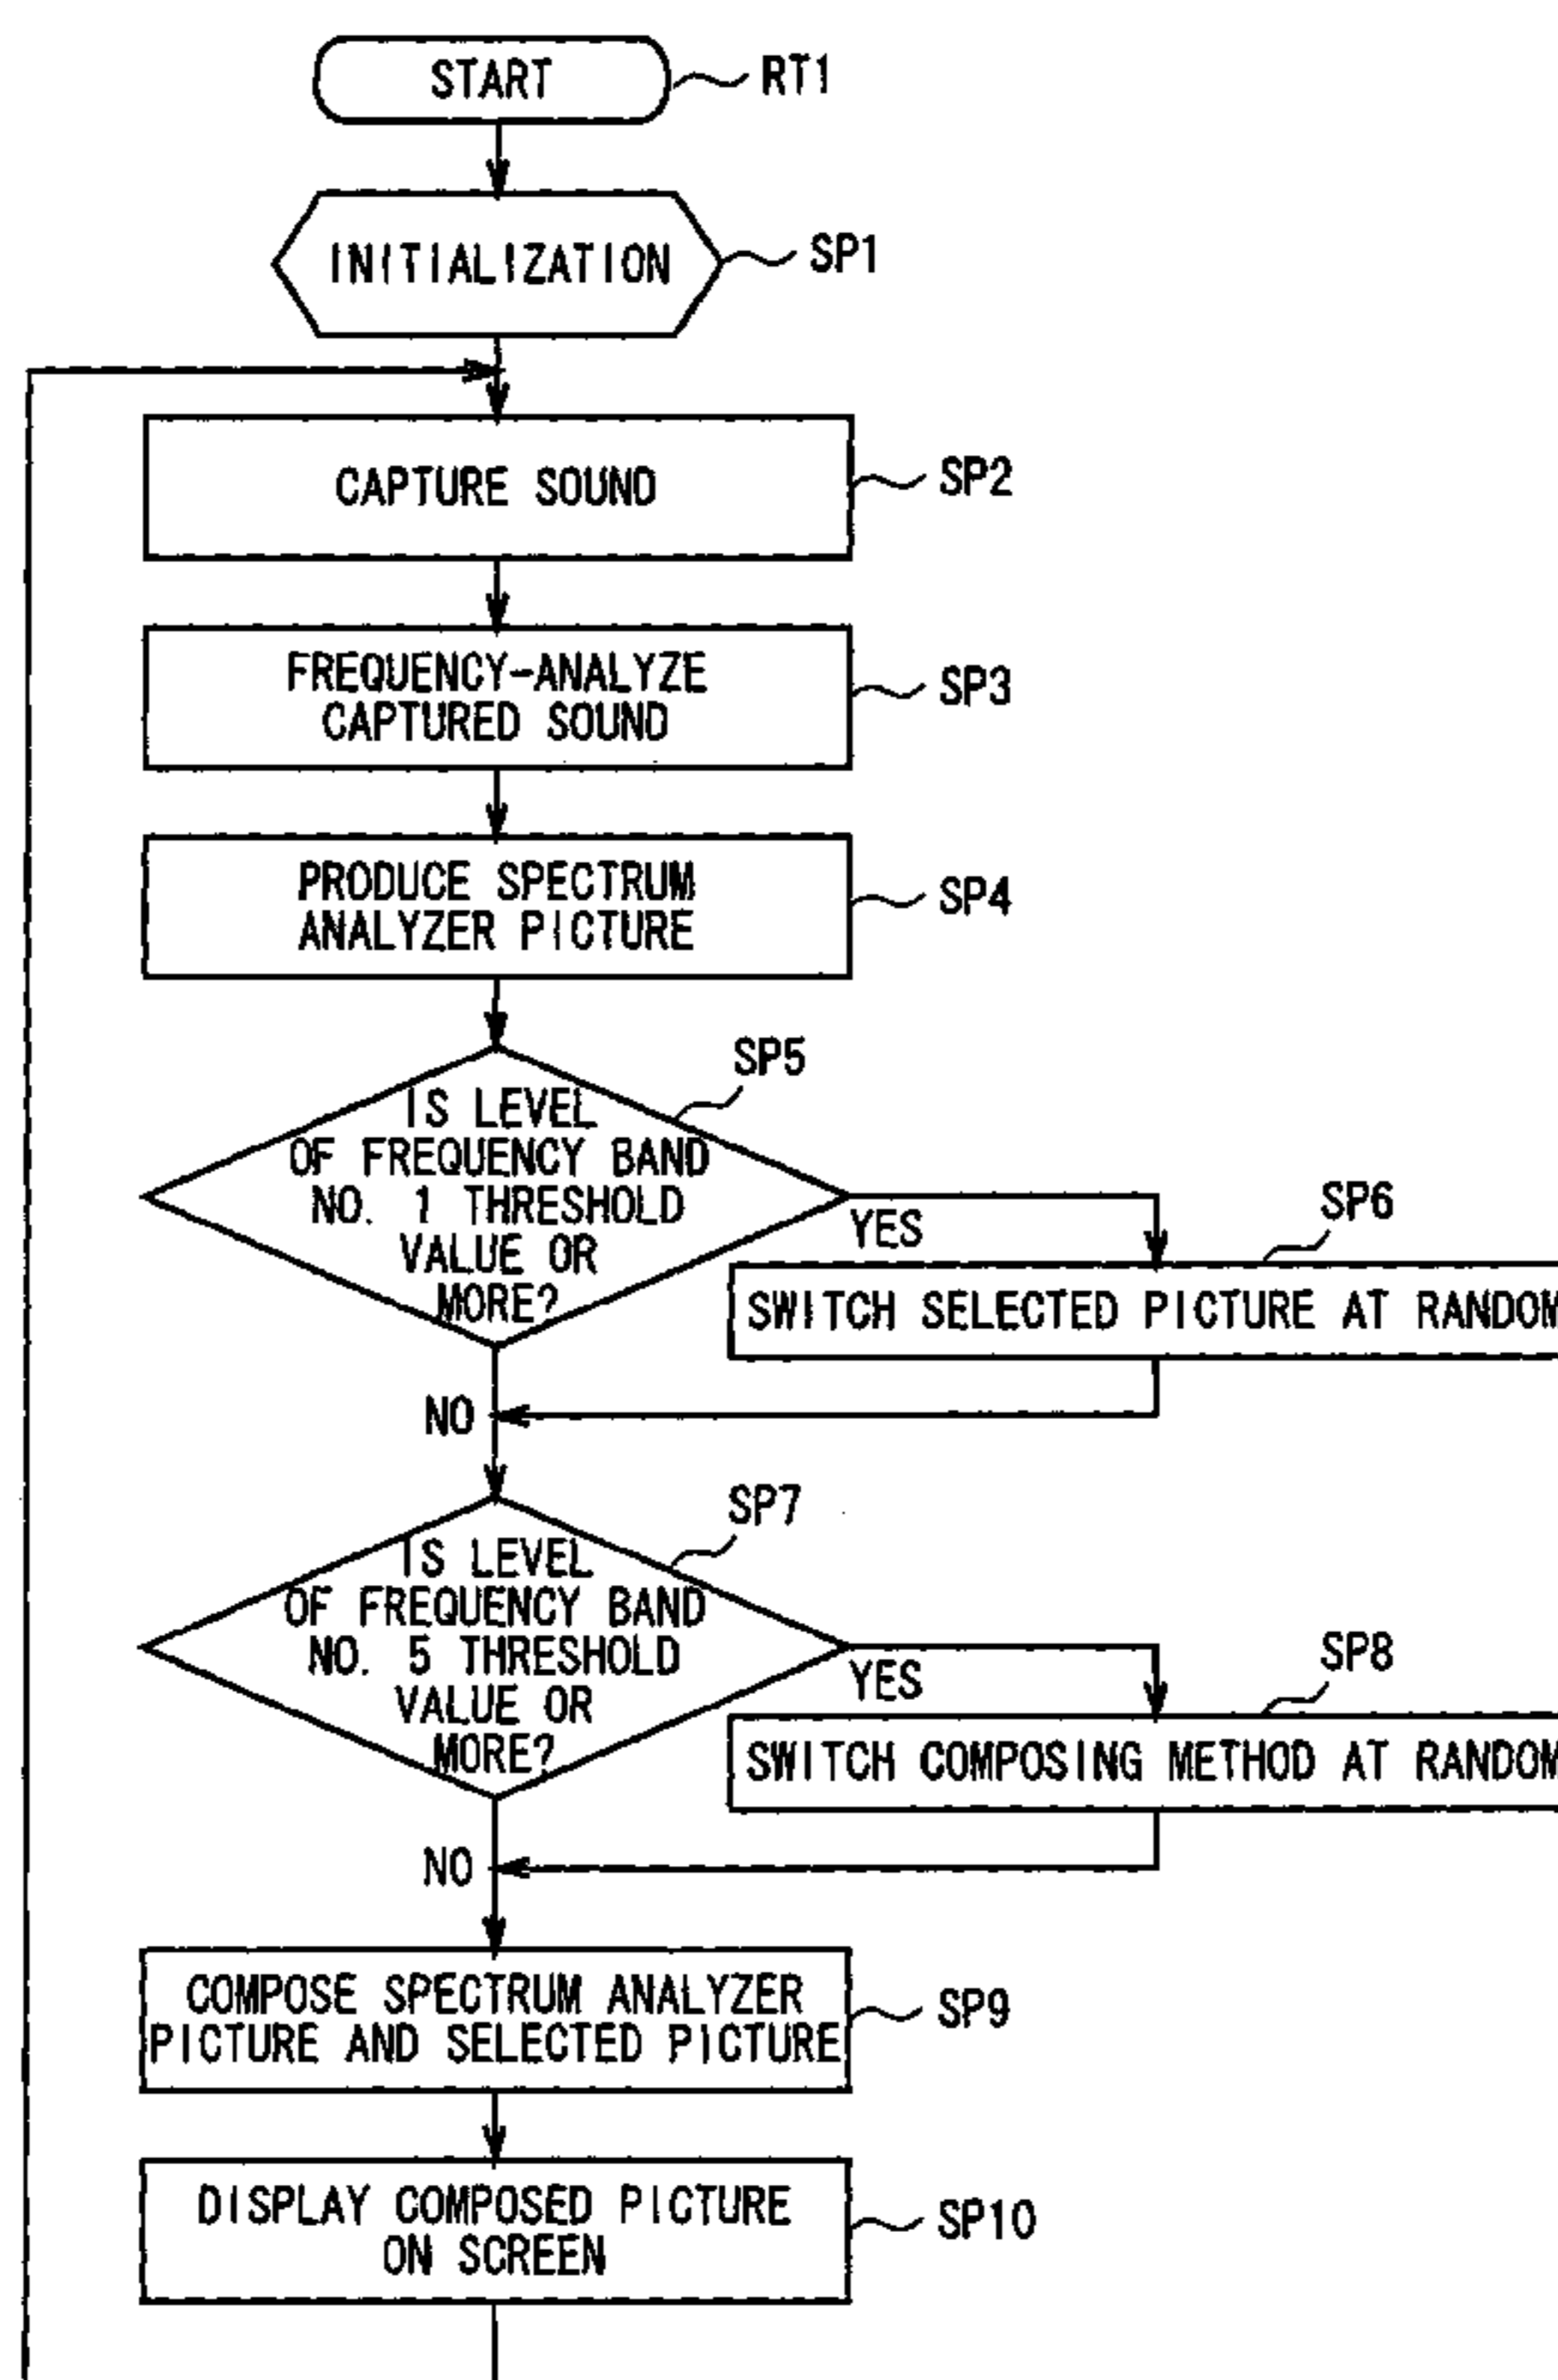 START
RT1
INITIALIZATION
SP1
CAPTURE SOUND
SP2
FREQUENCY-ANALYZE
CAPTURED SOUND
SP3
PRODUCE SPECTRUM
ANALYZER PICTURE
SP4
SP5
IS LEVEL
OF FREQUENCY BAND
NO. 1 THRESHOLD
VALUE OR
MORE?
YES
SP6
SWITCH SELECTED PICTURE AT RANDOM
NO
SP7
IS LEVEL
OF FREQUENCY BAND
NO. 5 THRESHOLD
VALUE OR
MORE?
YES
SP8
SWITCH COMPOSING METHOD AT RANDOM
NO
COMPOSE SPECTRUM ANALYZER
PICTURE AND SELECTED PICTURE
SP9
DISPLAY COMPOSED PICTURE
ON SCREEN
SP10